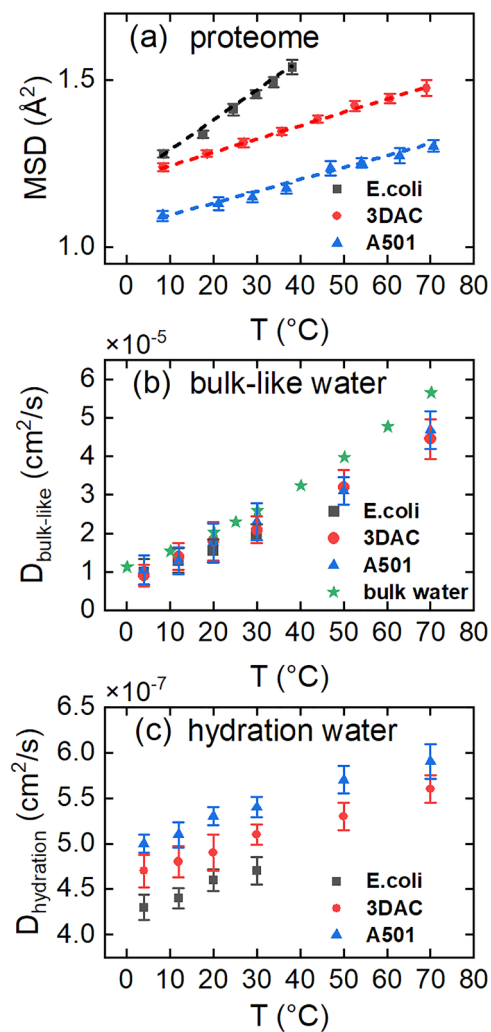 (a) proteome
MSD (Å²)
1.5
1.0
E.coli
3DAC
A501
0 10 20 30 40 50 60 70 80
T (°C)
×10⁻⁵
(b) bulk-like water
D_bulk-like (cm²/s)
6
5
4
3
2
1
0
E.coli
3DAC
A501
bulk water
0 10 20 30 40 50 60 70 80
T (°C)
×10⁻⁷
(c) hydration water
D_hydration (cm²/s)
6.5
6.0
5.5
5.0
4.5
4.0
E.coli
3DAC
A501
0 10 20 30 40 50 60 70 80
T (°C)